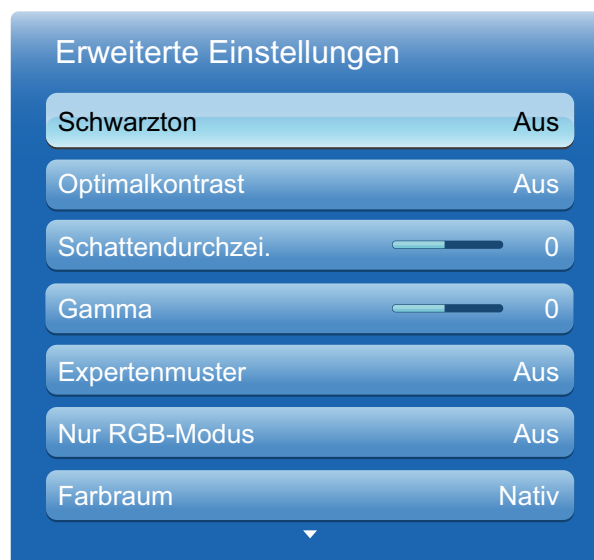 Erweiterte Einstellungen
Schwarzton Aus
Optimalkontrast Aus
Schattendurchzei. 0
Gamma 0
Expertenmuster Aus
Nur RGB-Modus Aus
Farbraum Nativ